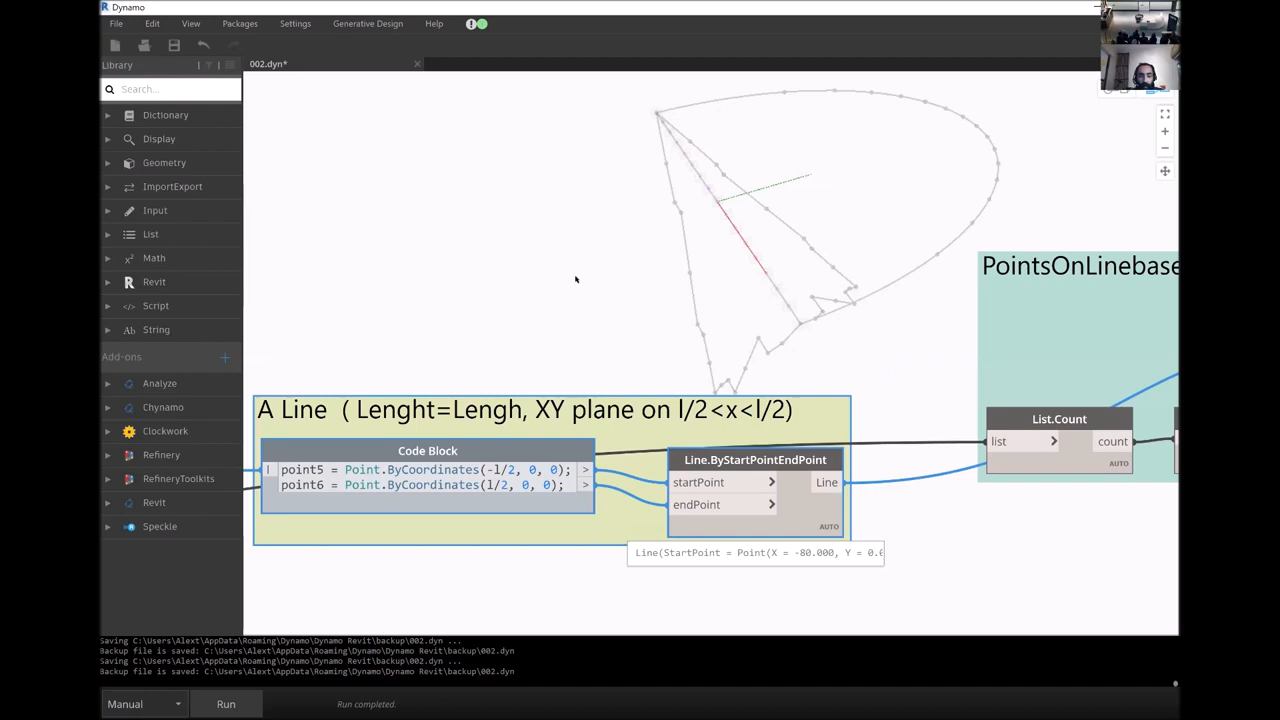 Dynamo
File Edit View Packages Settings Generative Design Help
Library
002.dyn*
Search...
Dictionary
Display
Geometry
ImportExport
Input
List
Math
Revit
Script
String
Add-ons
Analyze
Chynamo
Clockwork
Refinery
RefineryToolkits
Revit
Speckle
PointsOnLinebase
A Line ( Lenght=Lengh, XY plane on l/2<x<l/2)
Code Block
l point5 = Point.ByCoordinates(-l/2, 0, 0); >
point6 = Point.ByCoordinates(l/2, 0, 0); >
Line.ByStartPointEndPoint
startPoint > Line
endPoint >
AUTO
Line(StartPoint = Point(X = -80.000, Y = 0.
List.Count
list > count
AUTO
Saving C:\Users\Alext\AppData\Roaming\Dynamo\Dynamo Revit\backup\002.dyn ...
Backup file is saved: C:\Users\Alext\AppData\Roaming\Dynamo\Dynamo Revit\backup\002.dyn
Saving C:\Users\Alext\AppData\Roaming\Dynamo\Dynamo Revit\backup\002.dyn ...
Backup file is saved: C:\Users\Alext\AppData\Roaming\Dynamo\Dynamo Revit\backup\002.dyn
Manual Run Run completed.